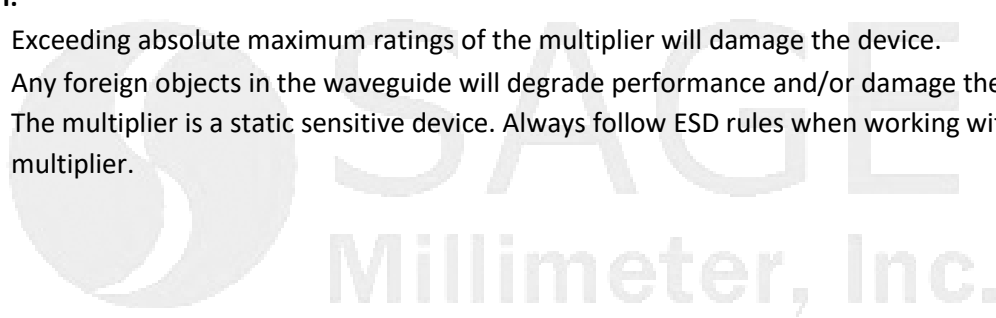 Exceeding absolute maximum ratings of the multiplier will damage the device.
Any foreign objects in the waveguide will degrade performance and/or damage the
The multiplier is a static sensitive device. Always follow ESD rules when working
multiplier.
SAGE
Millimeter, Inc.